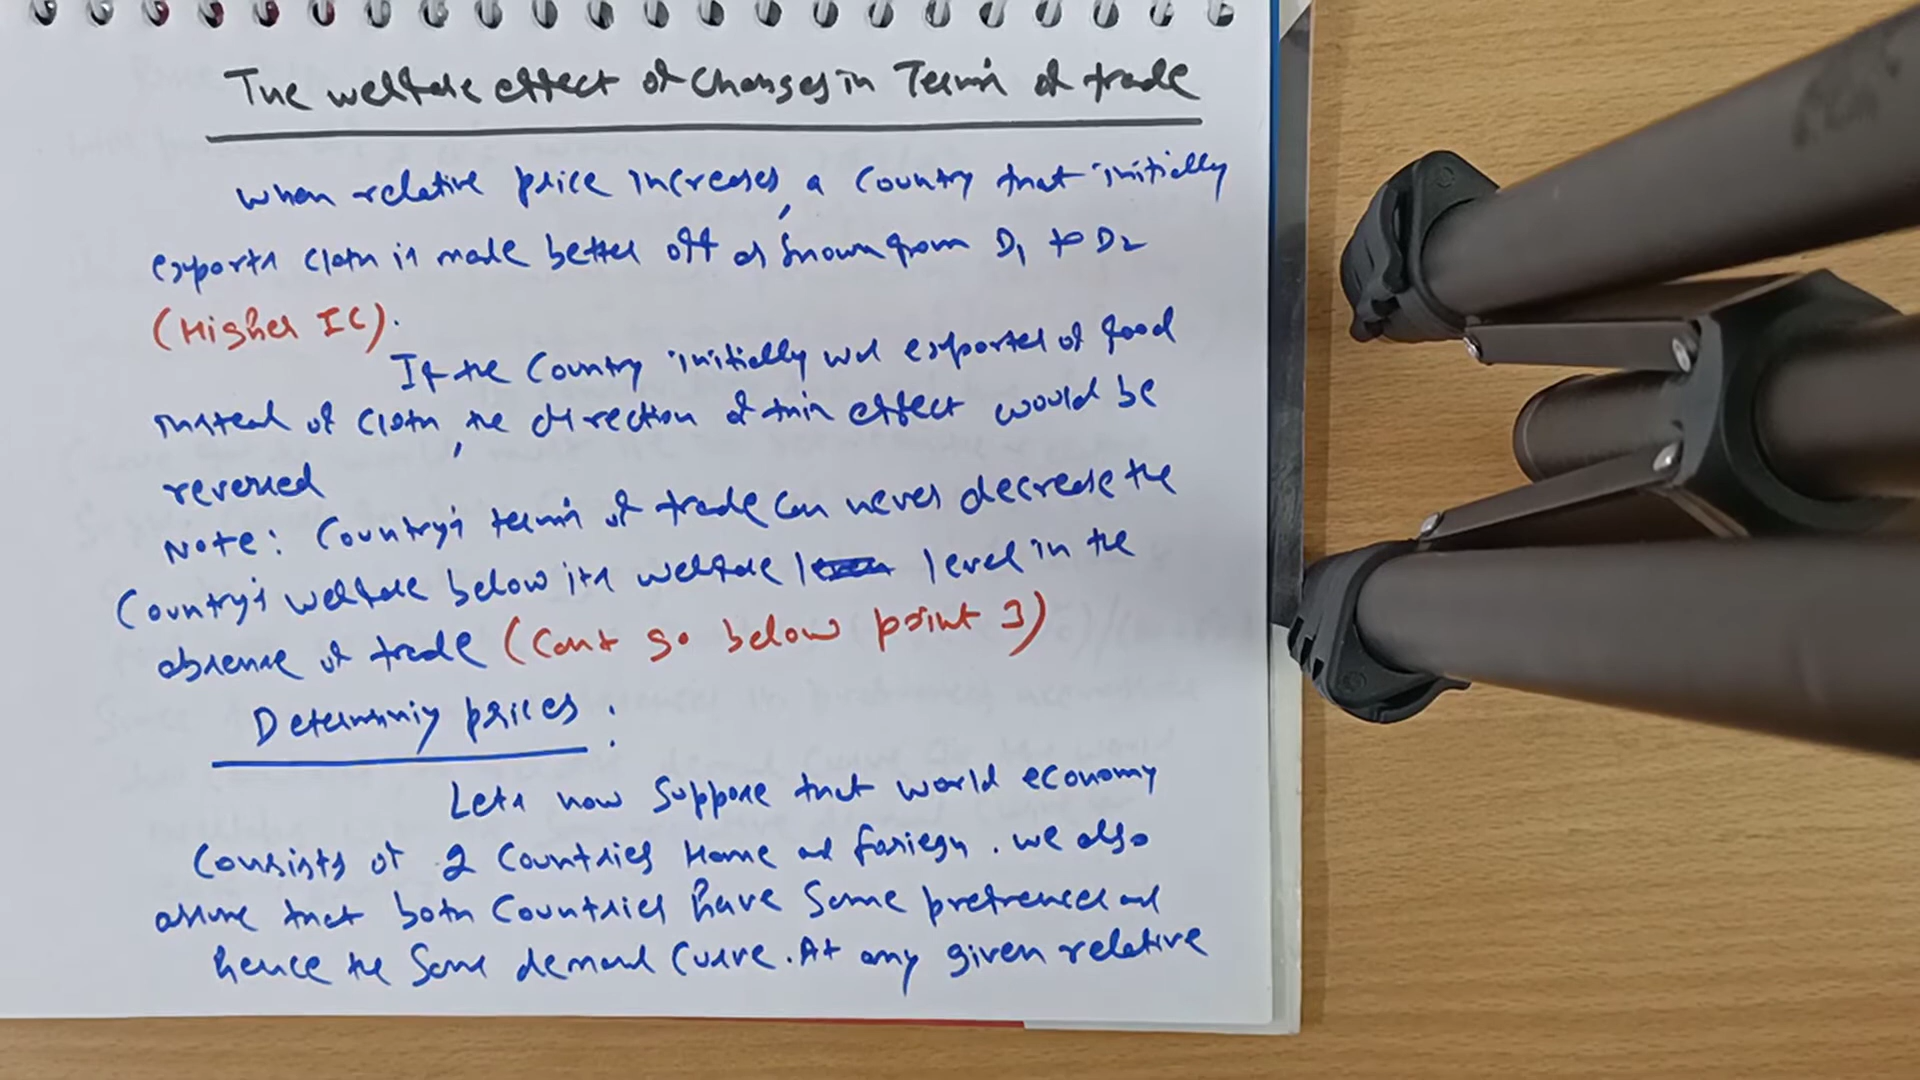 The welfare effect of changes in Terms of trade
When relative price increases, a Country that initially
exports cloth is made better off as shown from D1 to D2
(Higher IC).
If the Country initially was exporter of food
instead of cloth, the direction of this effect would be
reversed
Note: Country's terms of trade can never decrease the
Country's welfare below its welfare level in the
absense of trade (Cant go below point 3)
Determining prices :
Lets now suppose that world economy
Consists of 2 Countries Home and foriegn. we also
assume that both Countries have same prefrences and
hence the Same demand Curve. At any given relative